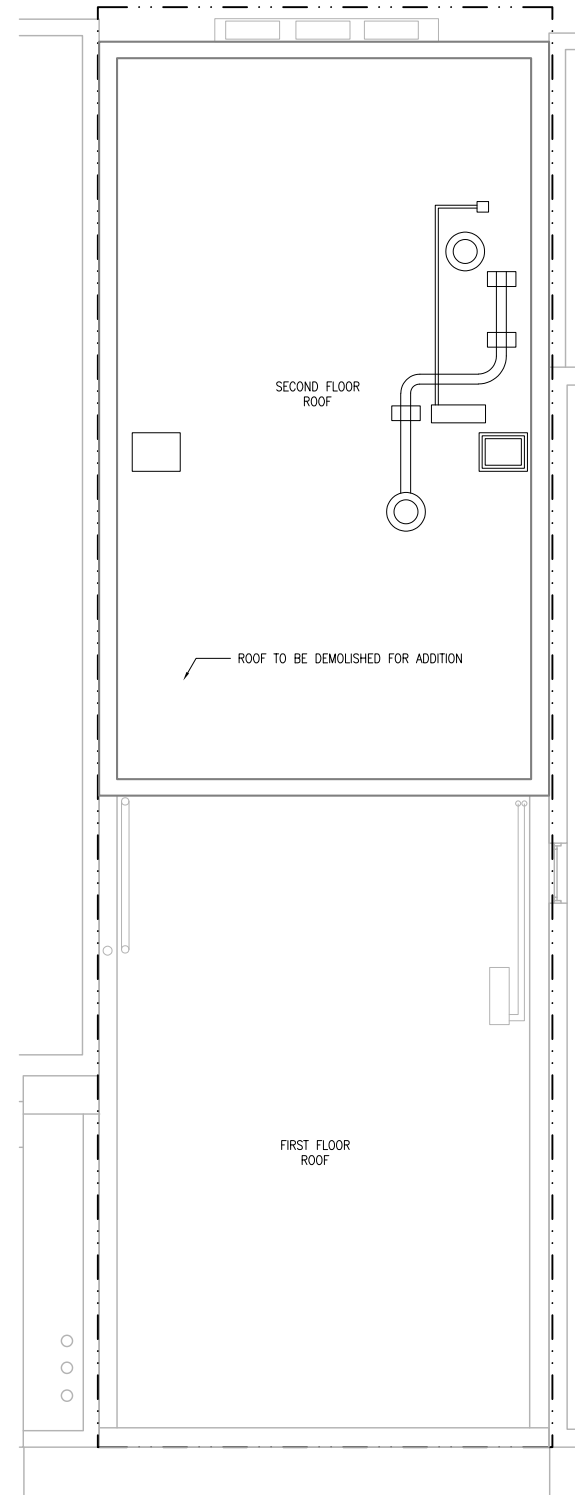 SECOND FLOOR
ROOF
ROOF TO BE DEMOLISHED FOR ADDITION
FIRST FLOOR
ROOF